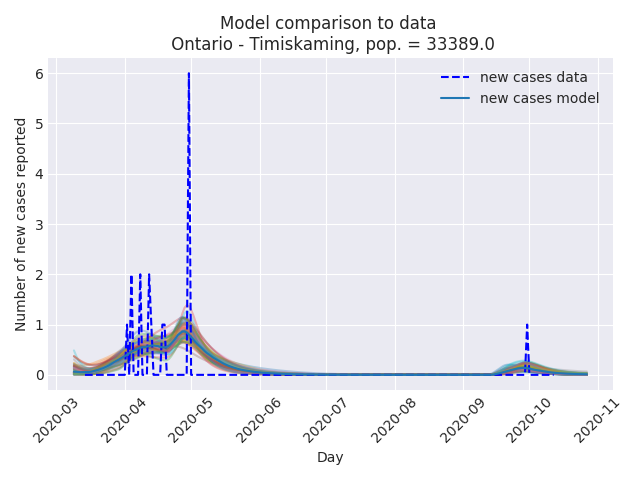 Model comparison to data
Ontario - Timiskaming, pop. = 33389.0
new cases data
new cases model
Number of new cases reported
6
5
4
3
2
1
0
2020-03
2020-04
2020-05
2020-06
2020-07
2020-08
2020-09
2020-10
2020-11
Day